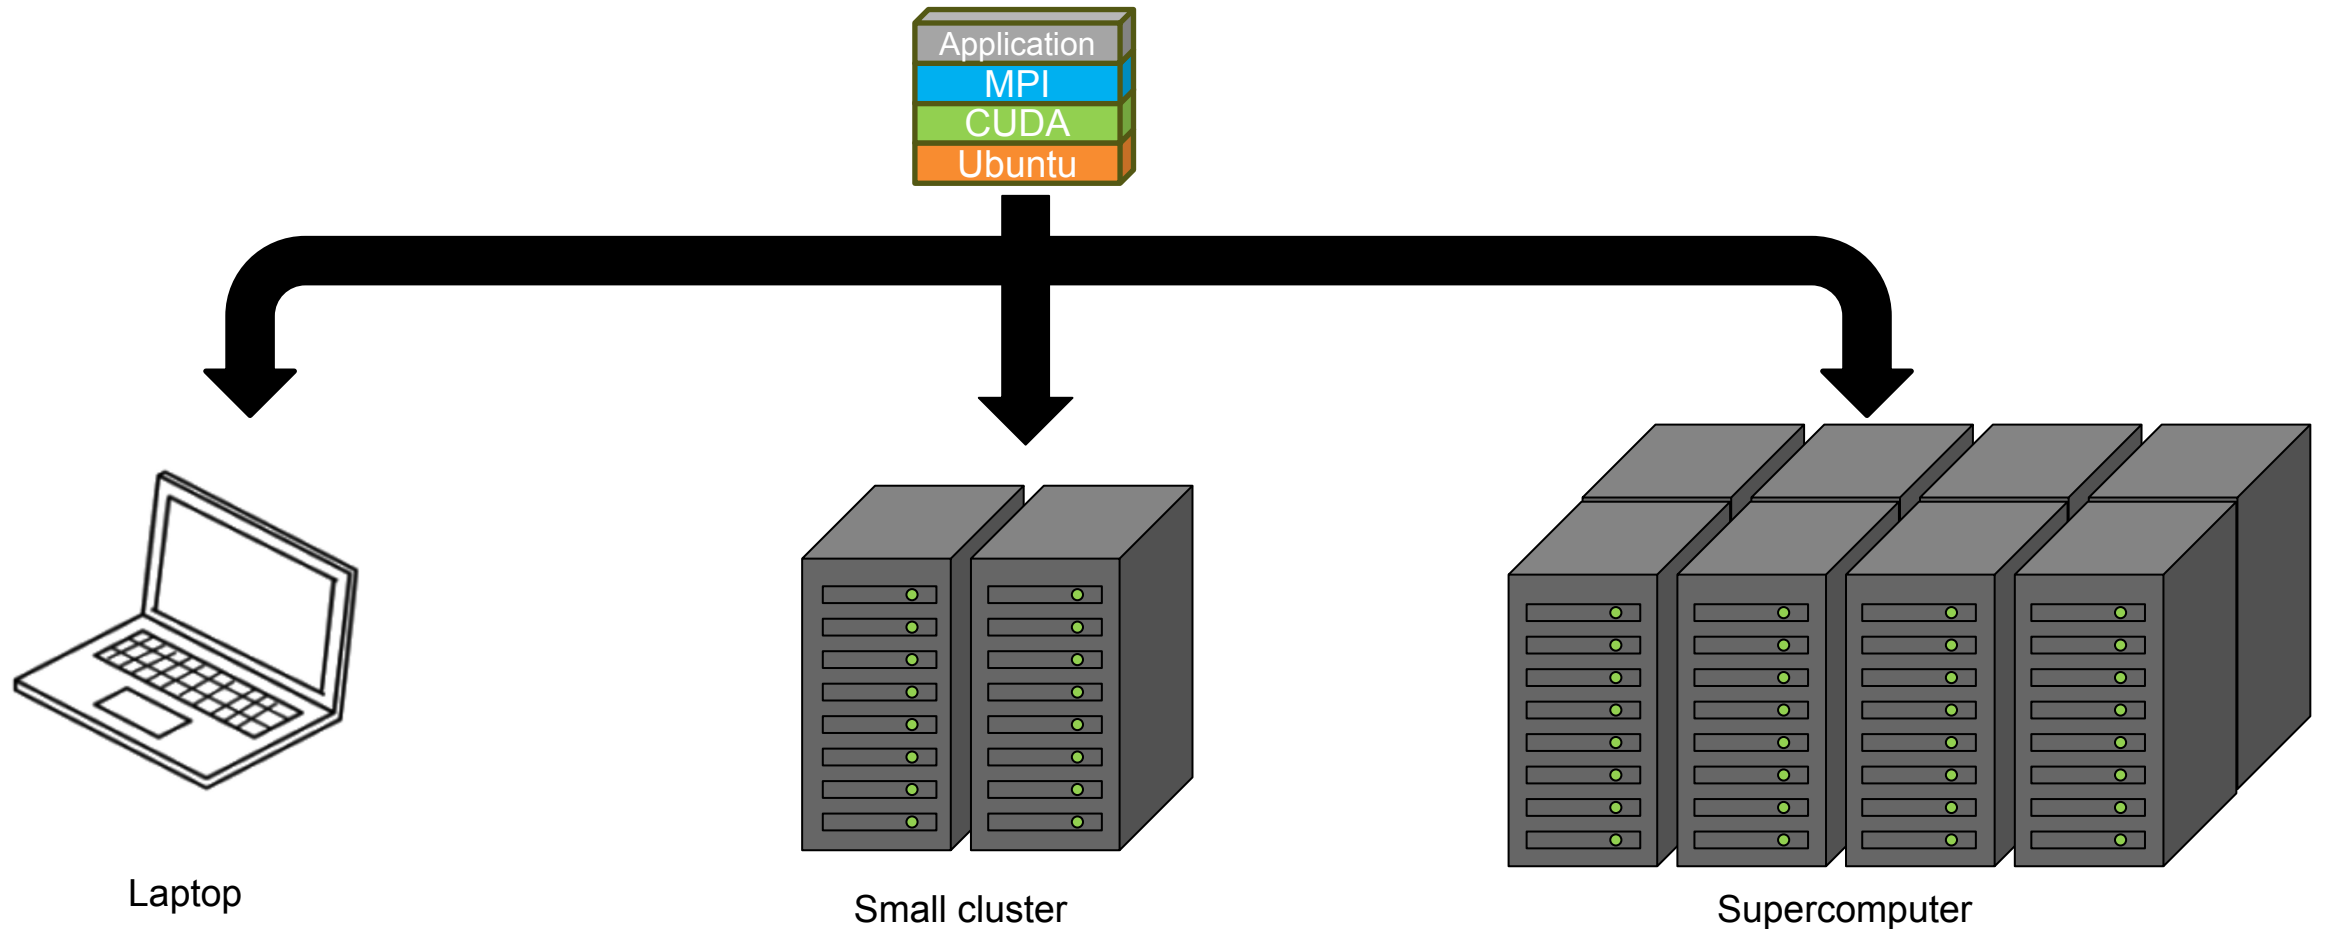 Application
MPI
CUDA
Ubuntu
Laptop
Small cluster
Supercomputer